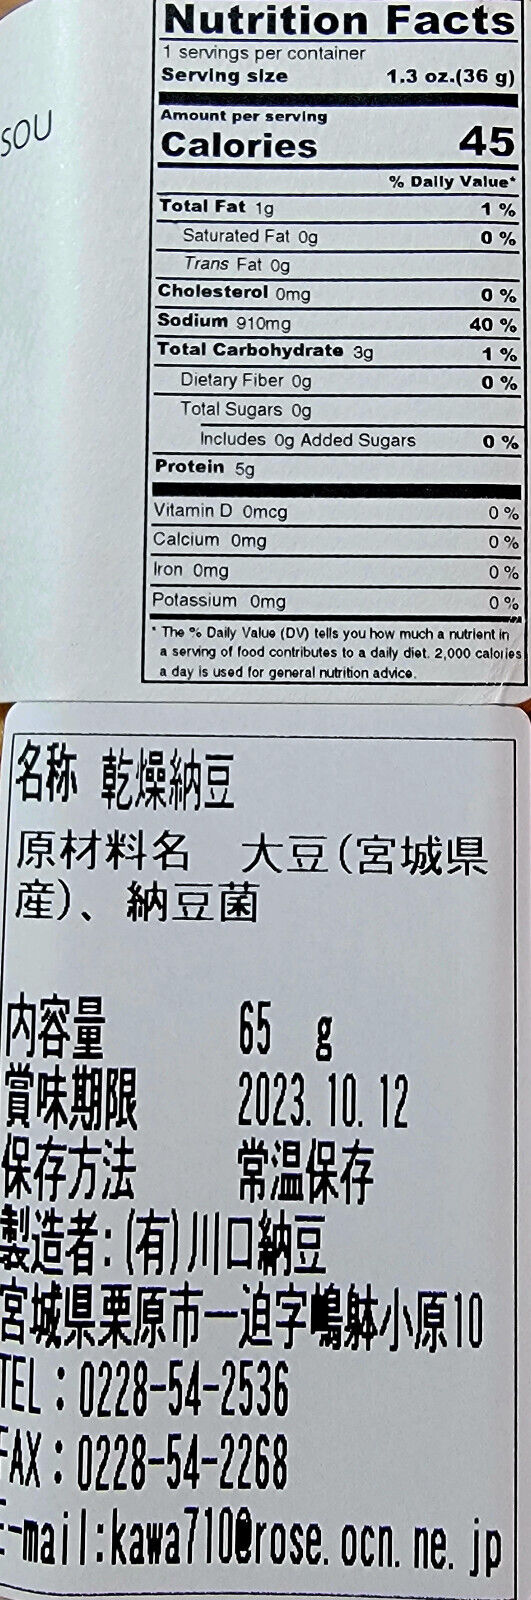 SOU
Nutrition Facts
1 servings per container
Serving size 1.3 oz.(36 g)
Amount per serving
Calories 45
% Daily Value*
Total Fat 1g 1 %
Saturated Fat 0g 0 %
Trans Fat 0g
Cholesterol 0mg 0 %
Sodium 910mg 40 %
Total Carbohydrate 3g 1 %
Dietary Fiber 0g 0 %
Total Sugars 0g
Includes 0g Added Sugars 0 %
Protein 5g
Vitamin D 0mcg 0 %
Calcium 0mg 0 %
Iron 0mg 0 %
Potassium 0mg 0 %
* The % Daily Value (DV) tells you how much a nutrient in
a serving of food contributes to a daily diet. 2,000 calories
a day is used for general nutrition advice.
名称 乾燥納豆
原材料名 大豆(宮城県
産)、納豆菌
内容量 65 g
賞味期限 2023.10.12
保存方法 常温保存
製造者:(有)川口納豆
宮城県栗原市一迫字嶋躰小原10
TEL:0228-54-2536
FAX:0228-54-2268
E-mail:kawa710@rose.ocn.ne.jp